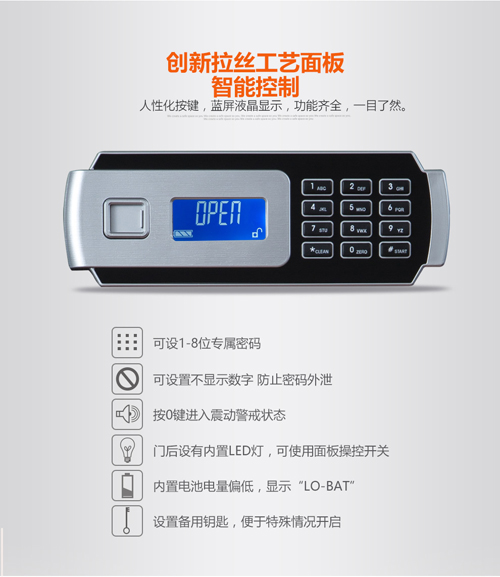 创新拉丝工艺面板
智能控制
人性化按键，蓝屏液晶显示，功能齐全，一目了然。
OPEN
1 ABC 2 DEF 3 GHI
4 JKL 5 MNO 6 PQR
7 STU 8 VWX 9 YZ
*CLEAN 0 ZERO # START
可设1-8位专属密码
可设置不显示数字 防止密码外泄
按0键进入震动警戒状态
门后设有内置LED灯，可使用面板操控开关
内置电池电量偏低，显示“LO-BAT”
设置备用钥匙，便于特殊情况开启